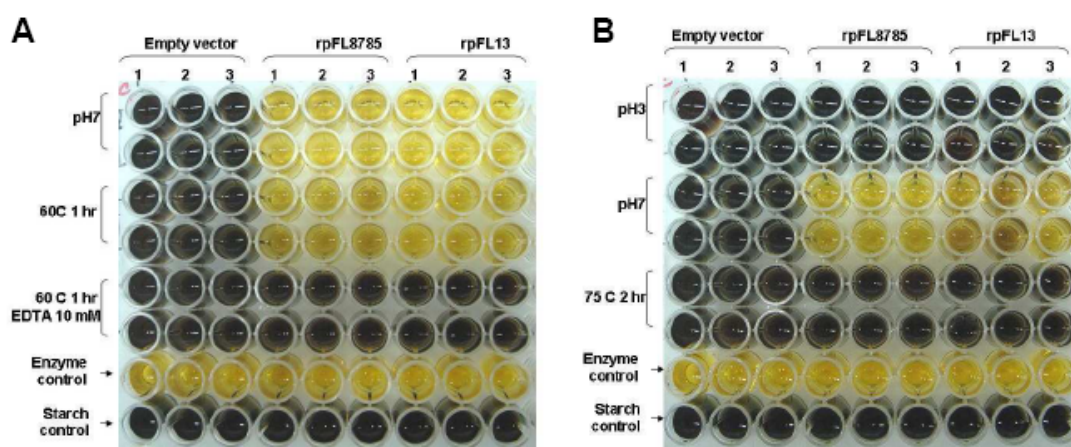 A
Empty vector rpFL8785 rpFL13
1 2 3 1 2 3 1 2 3
pH7
60C 1 hr
60 C 1 hr
EDTA 10 mM
Enzyme
control
Starch
control
B
Empty vector rpFL8785 rpFL13
1 2 3 1 2 3 1 2 3
pH3
pH7
75 C 2 hr
Enzyme
control
Starch
control